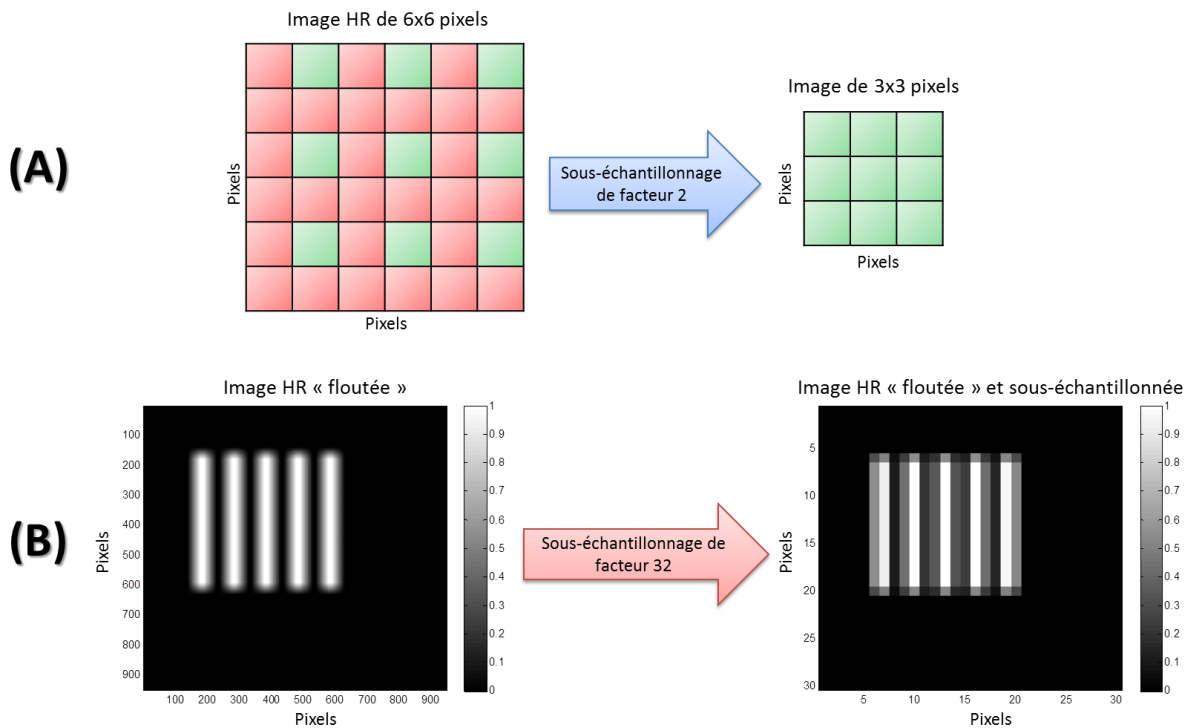 Image HR de 6x6 pixels
Image de 3x3 pixels
(A)
Pixels
Sous-échantillonnage
de facteur 2
Pixels
Pixels
Pixels
Image HR « floutée »
Image HR « floutée » et sous-échantillonnée
(B)
Pixels
100
200
300
400
500
600
700
800
900
100 200 300 400 500 600 700 800 900
Pixels
1
0.9
0.8
0.7
0.6
0.5
0.4
0.3
0.2
0.1
0
Sous-échantillonnage de
facteur 32
Pixels
5
10
15
20
25
30
5 10 15 20 25 30
Pixels
1
0.9
0.8
0.7
0.6
0.5
0.4
0.3
0.2
0.1
0